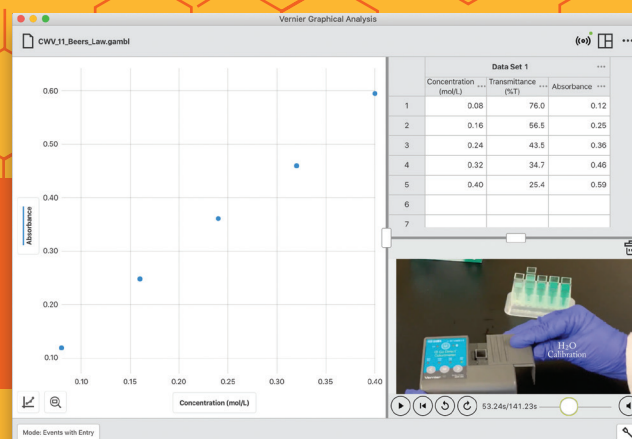 Vernier Graphical Analysis
CWV_11_Beers_Law.gambl
0.60
0.50
0.40
0.30
0.20
0.10
Absorbance
0.10
0.15
0.20
0.25
0.30
0.35
0.40
Concentration (mol/L)
Mode: Events with Entry
Data Set 1
Concentration (mol/L) Transmittance (%T) Absorbance
1 0.08 76.0 0.12
2 0.16 56.5 0.25
3 0.24 43.5 0.36
4 0.32 34.7 0.46
5 0.40 25.4 0.59
6
7
H₂O
Calibration
53.24s/141.23s